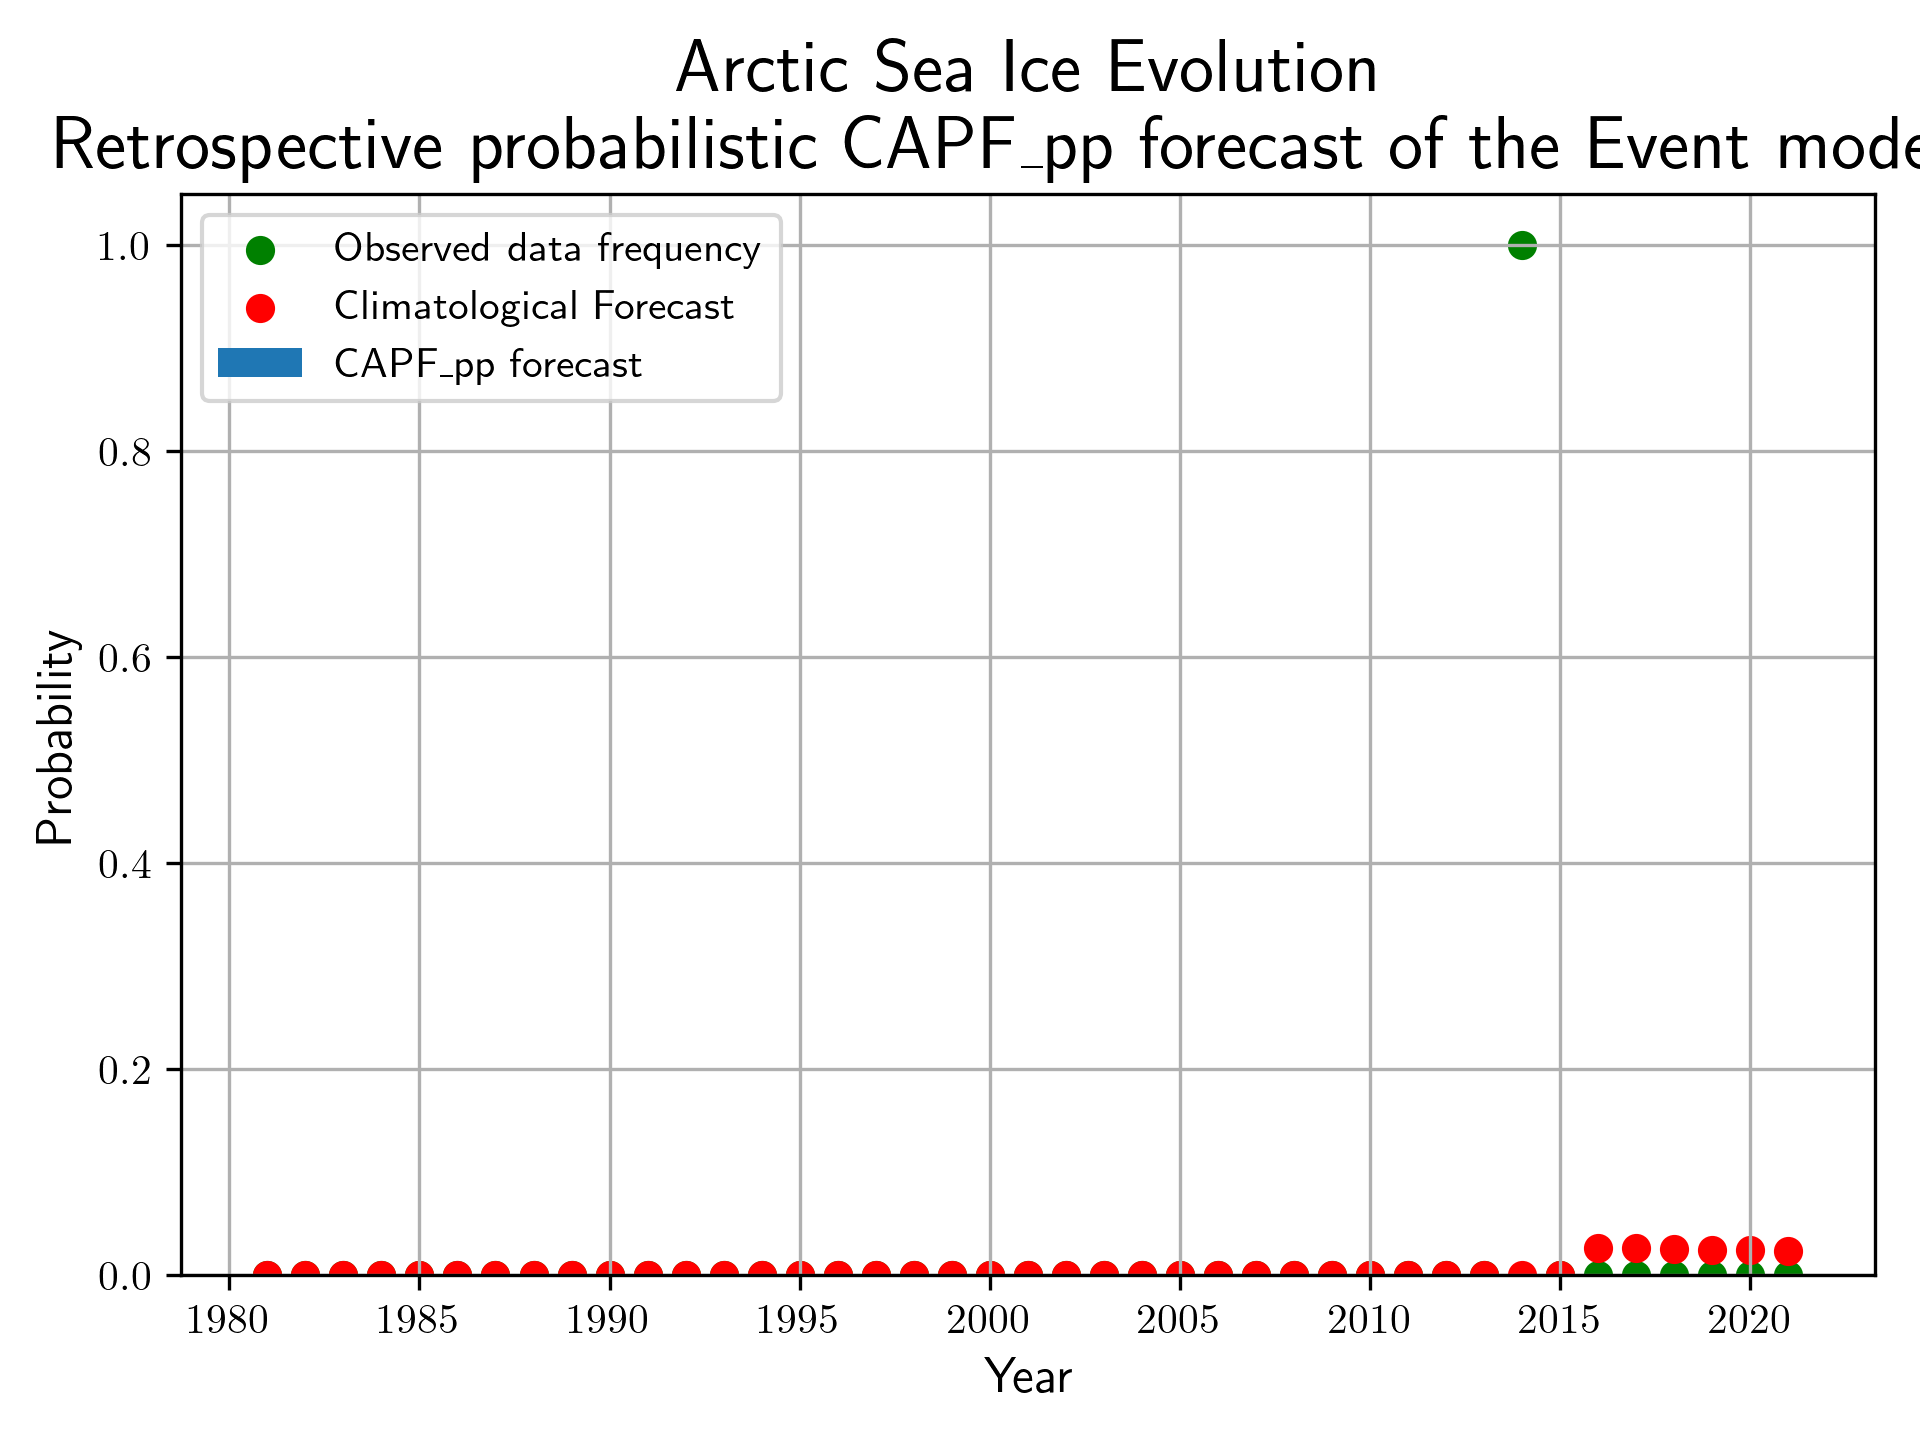 Arctic Sea Ice Evolution
Retrospective probabilistic CAPF_pp forecast of the Event mode
Observed data frequency
Climatological Forecast
CAPF_pp forecast
1.0
0.8
0.6
0.4
0.2
0.0
Probability
1980 1985 1990 1995 2000 2005 2010 2015 2020
Year